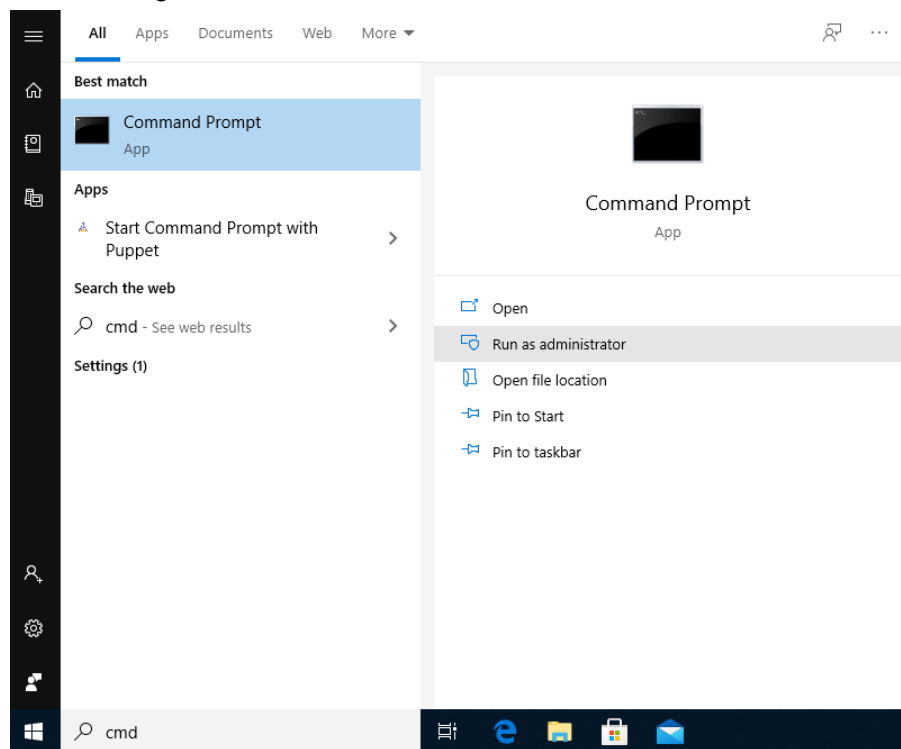 All Apps Documents Web More
Best match
Command Prompt
App
Apps
Start Command Prompt with
Puppet
Search the web
cmd - See web results
Settings (1)
Command Prompt
App
Open
Run as administrator
Open file location
Pin to Start
Pin to taskbar
cmd